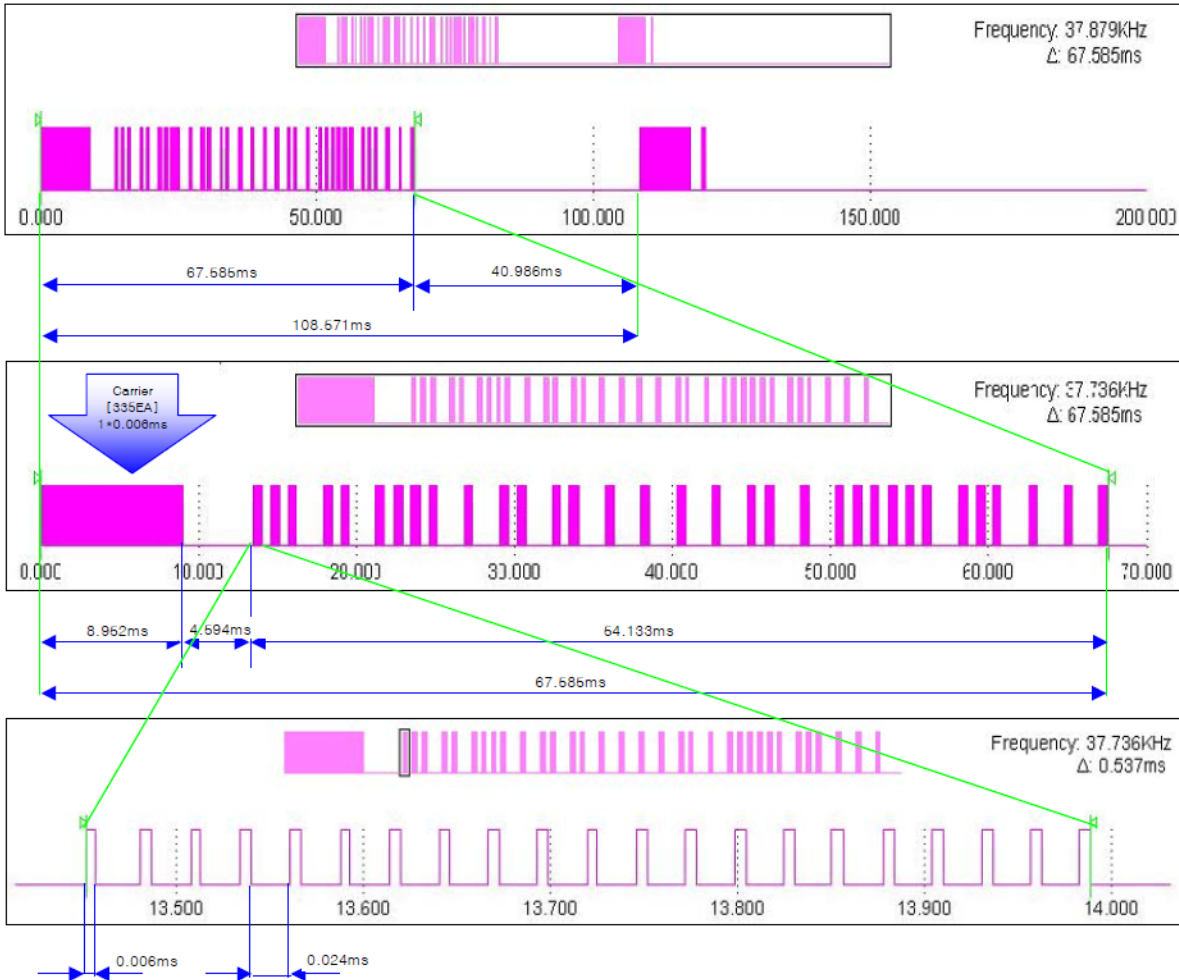 Frequency: 37.879KHz
Δ: 67.585ms
0.000 50.000 100.000 150.000 200.000
67.585ms 40.986ms
108.571ms
Carrier
[335EA]
1*0.006ms
Frequency: 37.736KHz
Δ: 67.585ms
0.000 10.000 20.000 30.000 40.000 50.000 60.000 70.000
8.952ms 4.594ms 54.133ms
67.585ms
Frequency: 37.736KHz
Δ: 0.537ms
13.500 13.600 13.700 13.800 13.900 14.000
0.006ms 0.024ms